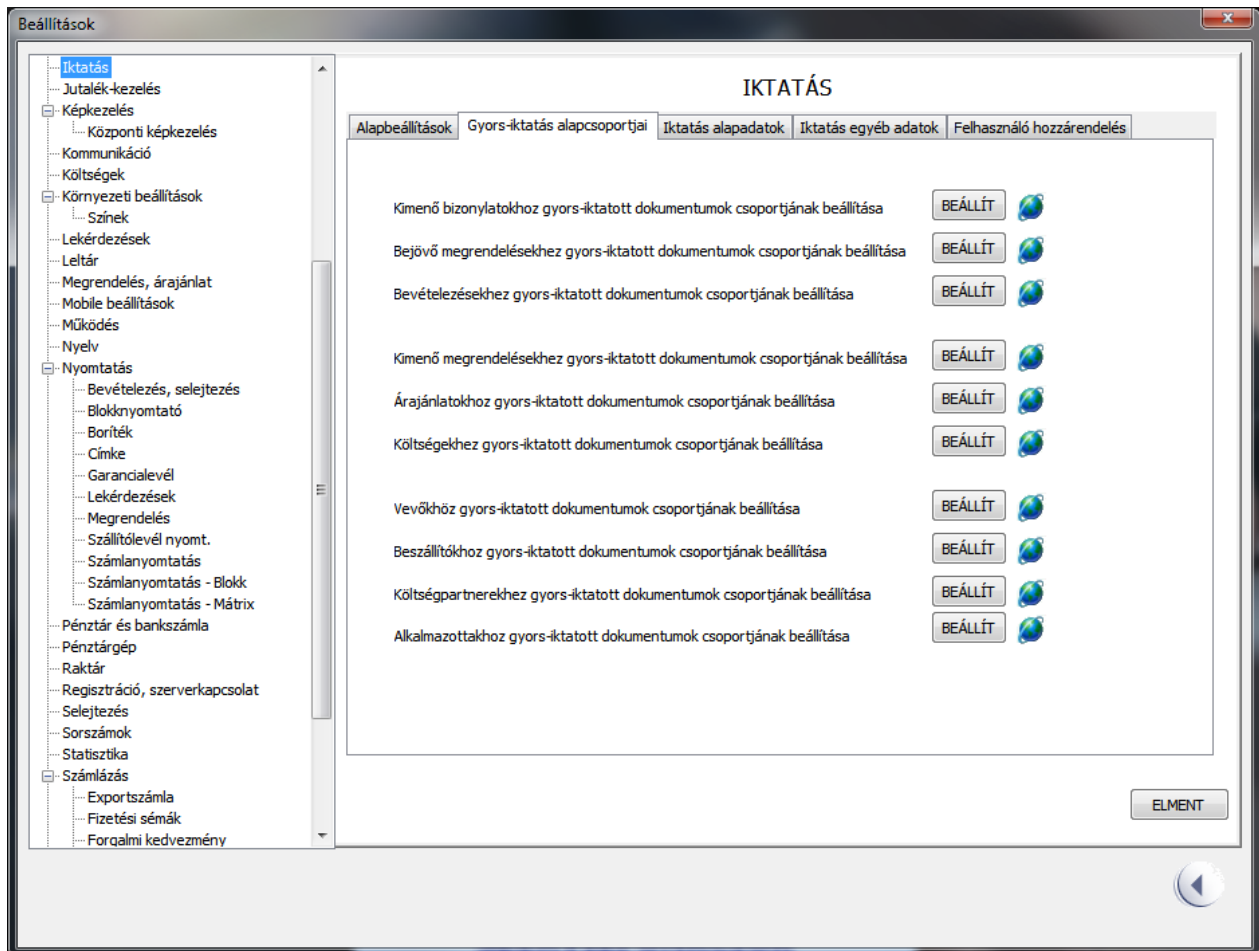 Beállítások
Iktatás
Jutalék-kezelés
Képkezelés
Központi képkezelés
Kommunikáció
Költségek
Környezeti beállítások
Színek
Lekérdezések
Leltár
Megrendelés, árajánlat
Mobile beállítások
Működés
Nyelv
Nyomtatás
Bevételezés, selejtezés
Blokknyomtató
Boríték
Címke
Garancialevél
Lekérdezések
Megrendelés
Szállítólevél nyomt.
Számlanyomtatás
Számlanyomtatás - Blokk
Számlanyomtatás - Mátrix
Pénztár és bankszámla
Pénztárgép
Raktár
Regisztráció, szerverkapcsolat
Selejtezés
Sorszámok
Statisztika
Számlázás
Exportszámla
Fizetési sémák
Forgalmi kedvezmény
IKTATÁS
Alapbeállítások Gyors-iktatás alapcsoportjai Iktatás alapadatok Iktatás egyéb adatok Felhasználó hozzárendelés
Kimenő bizonylatokhoz gyors-iktatott dokumentumok csoportjának beállítása BEÁLLÍT
Bejövő megrendelésekhez gyors-iktatott dokumentumok csoportjának beállítása BEÁLLÍT
Bevételezésekhez gyors-iktatott dokumentumok csoportjának beállítása BEÁLLÍT
Kimenő megrendelésekhez gyors-iktatott dokumentumok csoportjának beállítása BEÁLLÍT
Árajánlatokhoz gyors-iktatott dokumentumok csoportjának beállítása BEÁLLÍT
Költségekhez gyors-iktatott dokumentumok csoportjának beállítása BEÁLLÍT
Vevőkhöz gyors-iktatott dokumentumok csoportjának beállítása BEÁLLÍT
Beszállítókhoz gyors-iktatott dokumentumok csoportjának beállítása BEÁLLÍT
Költségpartnerekhez gyors-iktatott dokumentumok csoportjának beállítása BEÁLLÍT
Alkalmazottakhoz gyors-iktatott dokumentumok csoportjának beállítása BEÁLLÍT
ELMENT